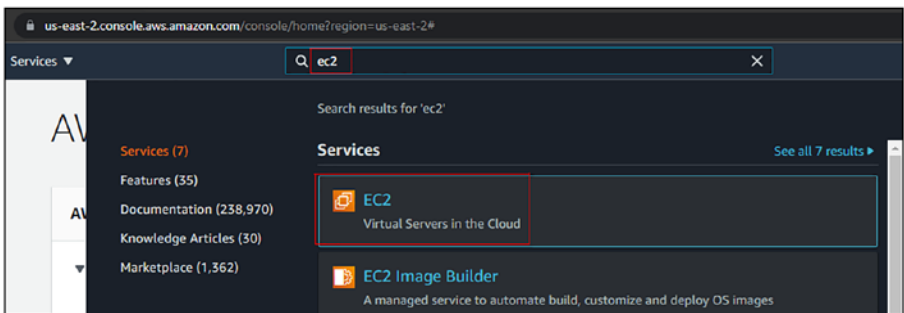 us-east-2.console.aws.amazon.com/console/home?region=us-east-2#
Services ▼
ec2
Search results for 'ec2'
Services (7)
Features (35)
Documentation (238,970)
Knowledge Articles (30)
Marketplace (1,362)
Services
See all 7 results ▶
EC2
Virtual Servers in the Cloud
EC2 Image Builder
A managed service to automate build, customize and deploy OS images